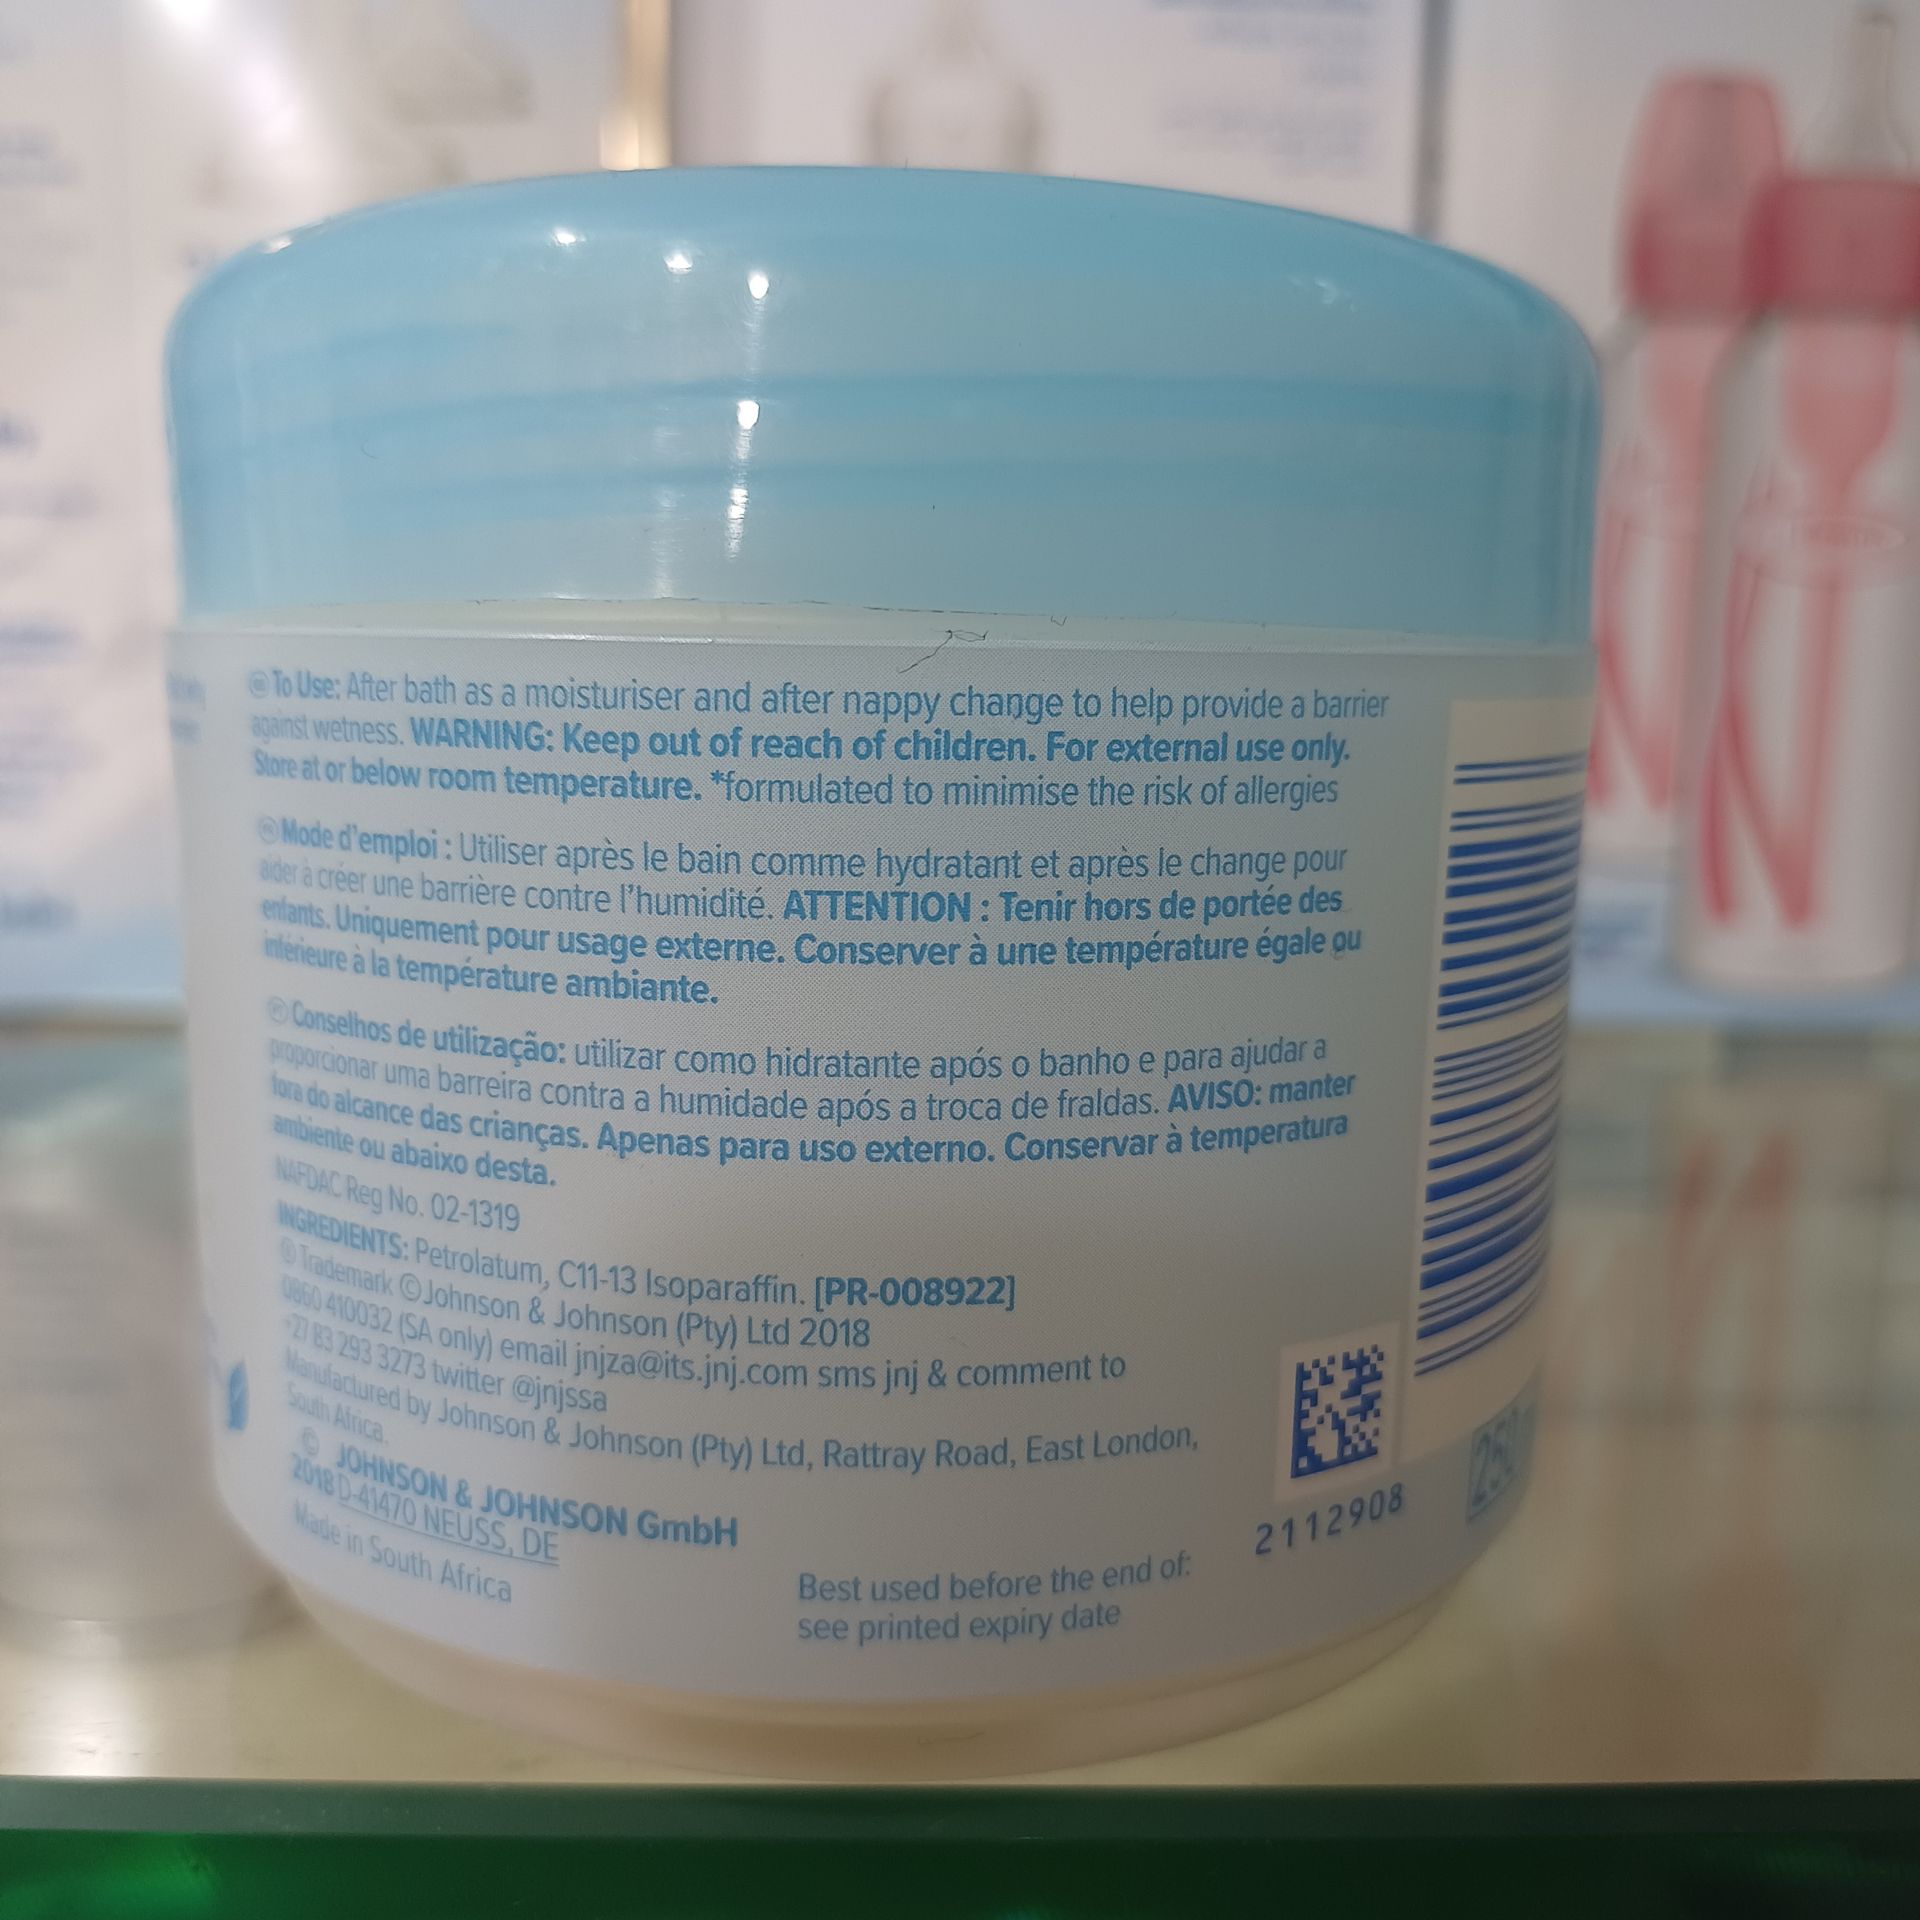 To Use: After bath as a moisturiser and after nappy change to help provide a barrier
against wetness. WARNING: Keep out of reach of children. For external use only.
Store at or below room temperature. *formulated to minimise the risk of allergies
Mode d'emploi : Utiliser après le bain comme hydratant et après le change pour
aider à créer une barrière contre l'humidité. ATTENTION : Tenir hors de portée des
enfants. Uniquement pour usage externe. Conserver à une température égale ou
inférieure à la température ambiante.
Conselhos de utilização: utilizar como hidratante após o banho e para ajudar a
proporcionar uma barreira contra a humidade após a troca de fraldas. AVISO: manter
fora do alcance das crianças. Apenas para uso externo. Conservar à temperatura
ambiente ou abaixo desta.
NAFDAC Reg No. 02-1319
INGREDIENTS: Petrolatum, C11-13 Isoparaffin. [PR-008922]
® Trademark © Johnson & Johnson (Pty) Ltd 2018
0860 410032 (SA only) email jnjza@its.jnj.com sms jnj & comment to
+27 83 293 3273 twitter @jnjssa
Manufactured by Johnson & Johnson (Pty) Ltd, Rattray Road, East London,
South Africa.
© JOHNSON & JOHNSON GmbH
2018 D-41470 NEUSS, DE
Made in South Africa
2112908
Best used before the end of:
see printed expiry date